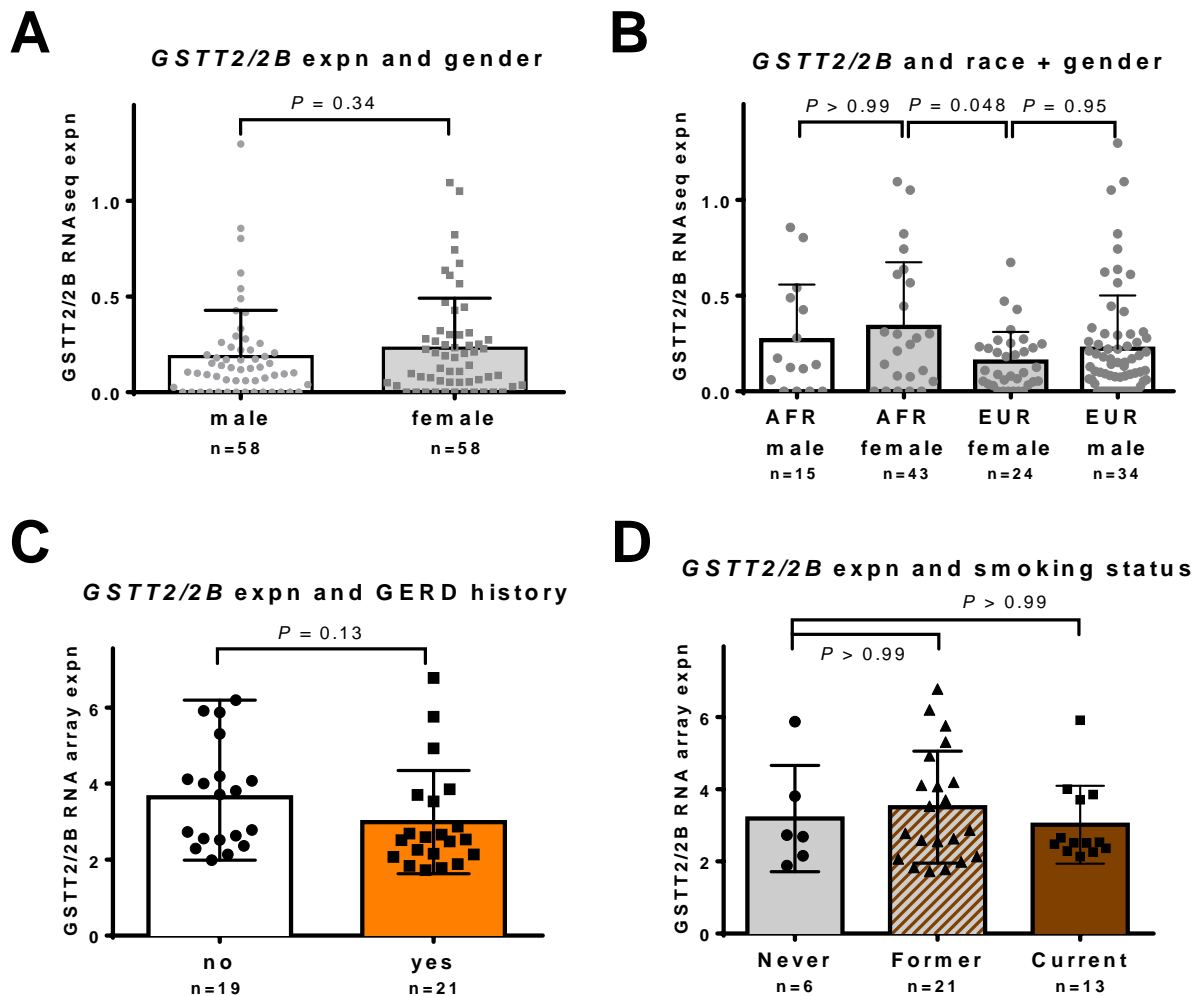 A
GSTT2/2B expn and gender
P = 0.34
GSTT2/2B RNAseq expn
1.0
0.5
0.0
male
female
n=58
n=58
B
GSTT2/2B and race + gender
P > 0.99
P = 0.048
P = 0.95
GSTT2/2B RNAseq expn
1.0
0.5
0.0
AFR
AFR
EUR
EUR
male
female
female
male
n=15
n=43
n=24
n=34
C
GSTT2/2B expn and GERD history
P = 0.13
GSTT2/2B RNA array expn
6
4
2
0
no
yes
n=19
n=21
D
GSTT2/2B expn and smoking status
P > 0.99
P > 0.99
GSTT2/2B RNA array expn
6
4
2
0
Never
Former
Current
n=6
n=21
n=13